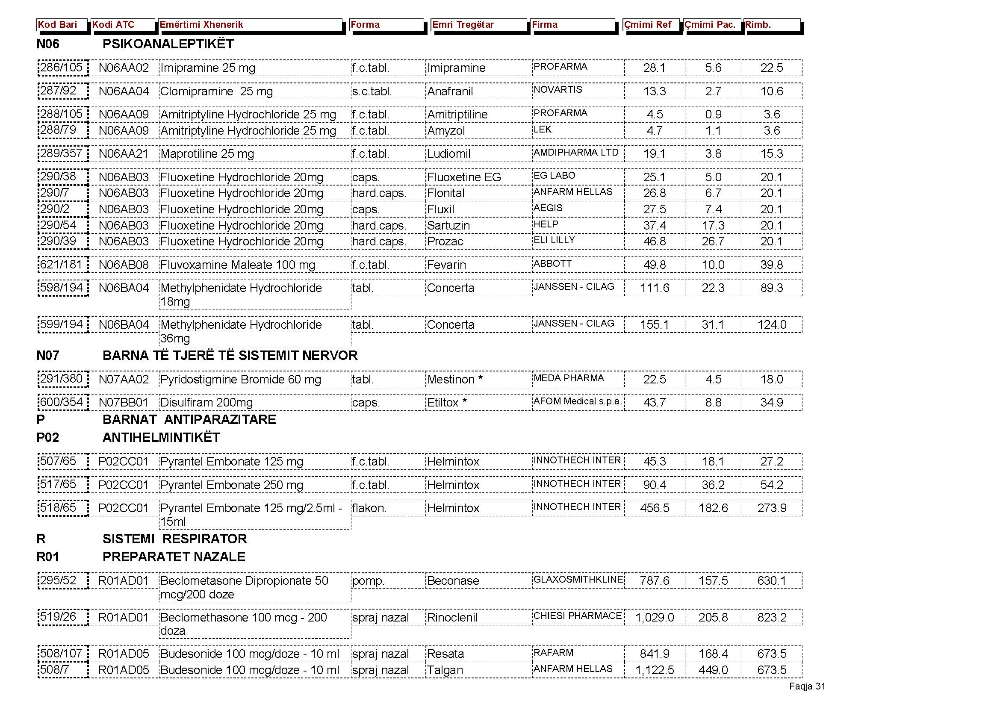 Kod Bari Kodi ATC Emërtimi Xhenerik Forma Emri Tregëtar Firma Çmimi Ref Çmimi Pac. Rimb.
N06 PSIKOANALEPTIKËT
286/105 N06AA02 Imipramine 25 mg f.c.tabl. Imipramine PROFARMA 28.1 5.6 22.5
287/92 N06AA04 Clomipramine  25 mg s.c.tabl. Anafranil NOVARTIS 13.3 2.7 10.6
288/105 N06AA09 Amitriptyline Hydrochloride 25 mg f.c.tabl. Amitriptiline PROFARMA 4.5 0.9 3.6
288/79 N06AA09 Amitriptyline Hydrochloride 25 mg f.c.tabl. Amyzol LEK 4.7 1.1 3.6
289/357 N06AA21 Maprotiline 25 mg f.c.tabl. Ludiomil AMDIPHARMA LTD 19.1 3.8 15.3
290/38 N06AB03 Fluoxetine Hydrochloride 20mg caps. Fluoxetine EG EG LABO 25.1 5.0 20.1
290/7 N06AB03 Fluoxetine Hydrochloride 20mg hard.caps. Flonital ANFARM HELLAS 26.8 6.7 20.1
290/2 N06AB03 Fluoxetine Hydrochloride 20mg caps. Fluxil AEGIS 27.5 7.4 20.1
290/54 N06AB03 Fluoxetine Hydrochloride 20mg hard.caps. Sartuzin HELP 37.4 17.3 20.1
290/39 N06AB03 Fluoxetine Hydrochloride 20mg hard.caps. Prozac ELI LILLY 46.8 26.7 20.1
621/181 N06AB08 Fluvoxamine Maleate 100 mg f.c.tabl. Fevarin ABBOTT 49.8 10.0 39.8
598/194 N06BA04 Methylphenidate Hydrochloride tabl. Concerta JANSSEN - CILAG 111.6 22.3 89.3
18mg
599/194 N06BA04 Methylphenidate Hydrochloride tabl. Concerta JANSSEN - CILAG 155.1 31.1 124.0
36mg
N07 BARNA TË TJERË TË SISTEMIT NERVOR
291/380 N07AA02 Pyridostigmine Bromide 60 mg tabl. Mestinon * MEDA PHARMA 22.5 4.5 18.0
600/354 N07BB01 Disulfiram 200mg caps. Etiltox * AFOM Medical s.p.a. 43.7 8.8 34.9
P BARNAT  ANTIPARAZITARE
P02 ANTIHELMINTIKËT
507/65 P02CC01 Pyrantel Embonate 125 mg f.c.tabl. Helmintox INNOTHECH INTER 45.3 18.1 27.2
517/65 P02CC01 Pyrantel Embonate 250 mg f.c.tabl. Helmintox INNOTHECH INTER 90.4 36.2 54.2
518/65 P02CC01 Pyrantel Embonate 125 mg/2.5ml - flakon. Helmintox INNOTHECH INTER 456.5 182.6 273.9
15ml
R SISTEMI  RESPIRATOR
R01 PREPARATET NAZALE
295/52 R01AD01 Beclometasone Dipropionate 50 pomp. Beconase GLAXOSMITHKLINE 787.6 157.5 630.1
mcg/200 doze
519/26 R01AD01 Beclomethasone 100 mcg - 200 spraj nazal Rinoclenil CHIESI PHARMACE 1,029.0 205.8 823.2
doza
508/107 R01AD05 Budesonide 100 mcg/doze - 10 ml spraj nazal Resata RAFARM 841.9 168.4 673.5
508/7 R01AD05 Budesonide 100 mcg/doze - 10 ml spraj nazal Talgan ANFARM HELLAS 1,122.5 449.0 673.5
Faqja 31